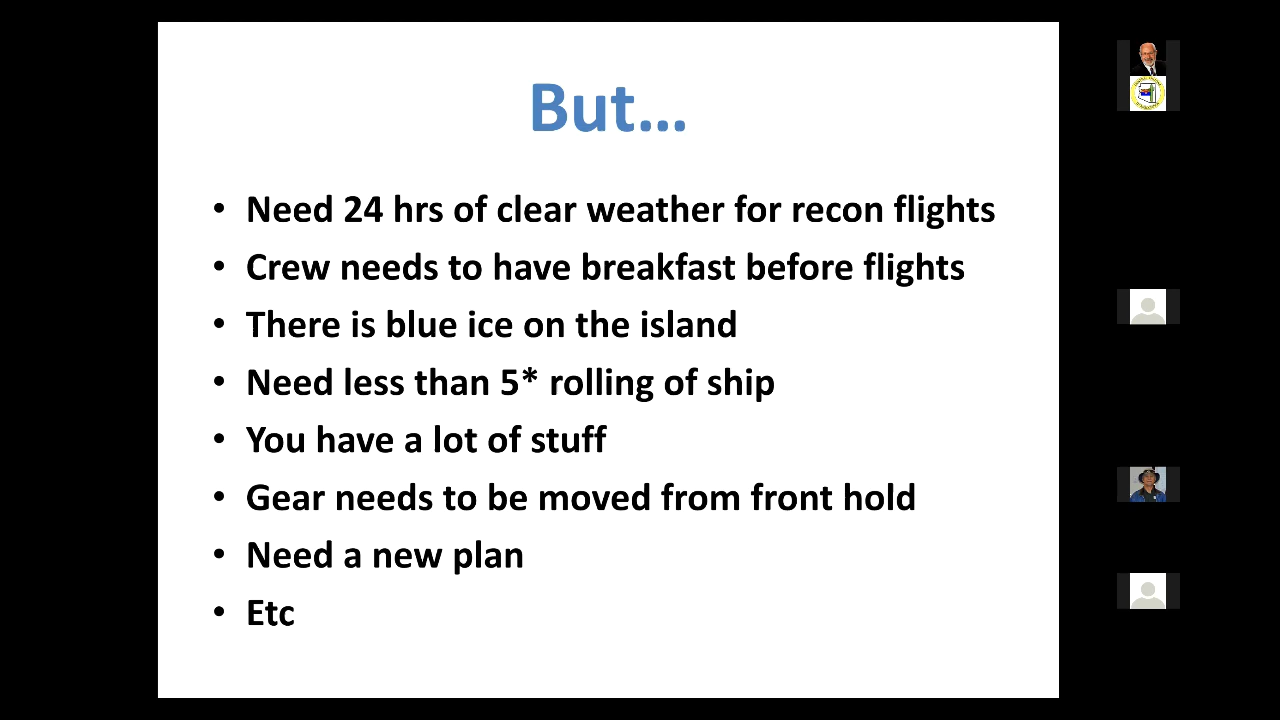 But...
• Need 24 hrs of clear weather for recon flights
• Crew needs to have breakfast before flights
• There is blue ice on the island
• Need less than 5* rolling of ship
• You have a lot of stuff
• Gear needs to be moved from front hold
• Need a new plan
• Etc